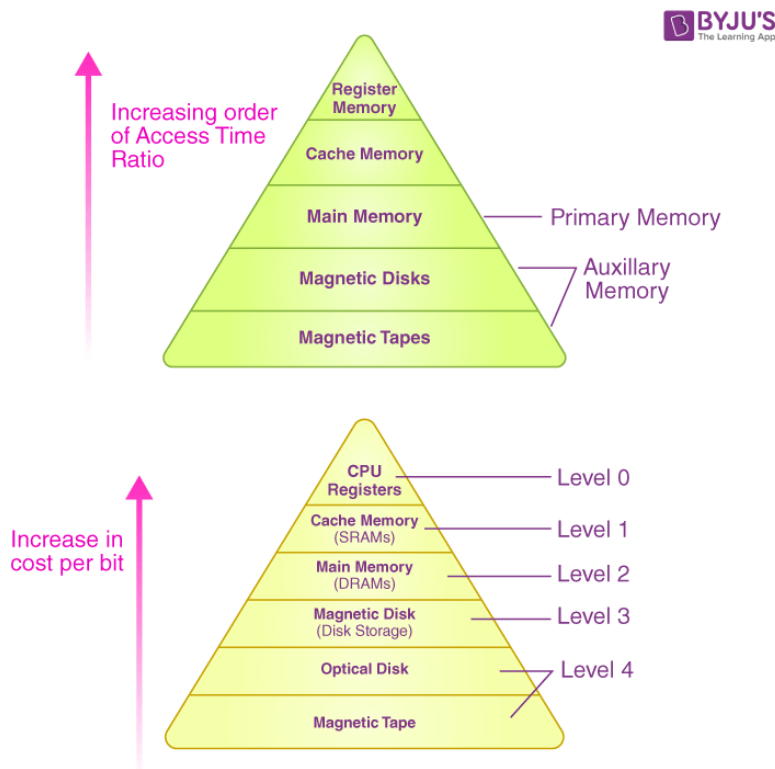 BYJU'S
The Learning App
Increasing order
of Access Time
Ratio
Register
Memory
Cache Memory
Main Memory
Primary Memory
Magnetic Disks
Auxillary
Memory
Magnetic Tapes
Increase in
cost per bit
CPU
Registers
Level 0
Cache Memory
(SRAMs)
Level 1
Main Memory
(DRAMs)
Level 2
Magnetic Disk
(Disk Storage)
Level 3
Optical Disk
Level 4
Magnetic Tape